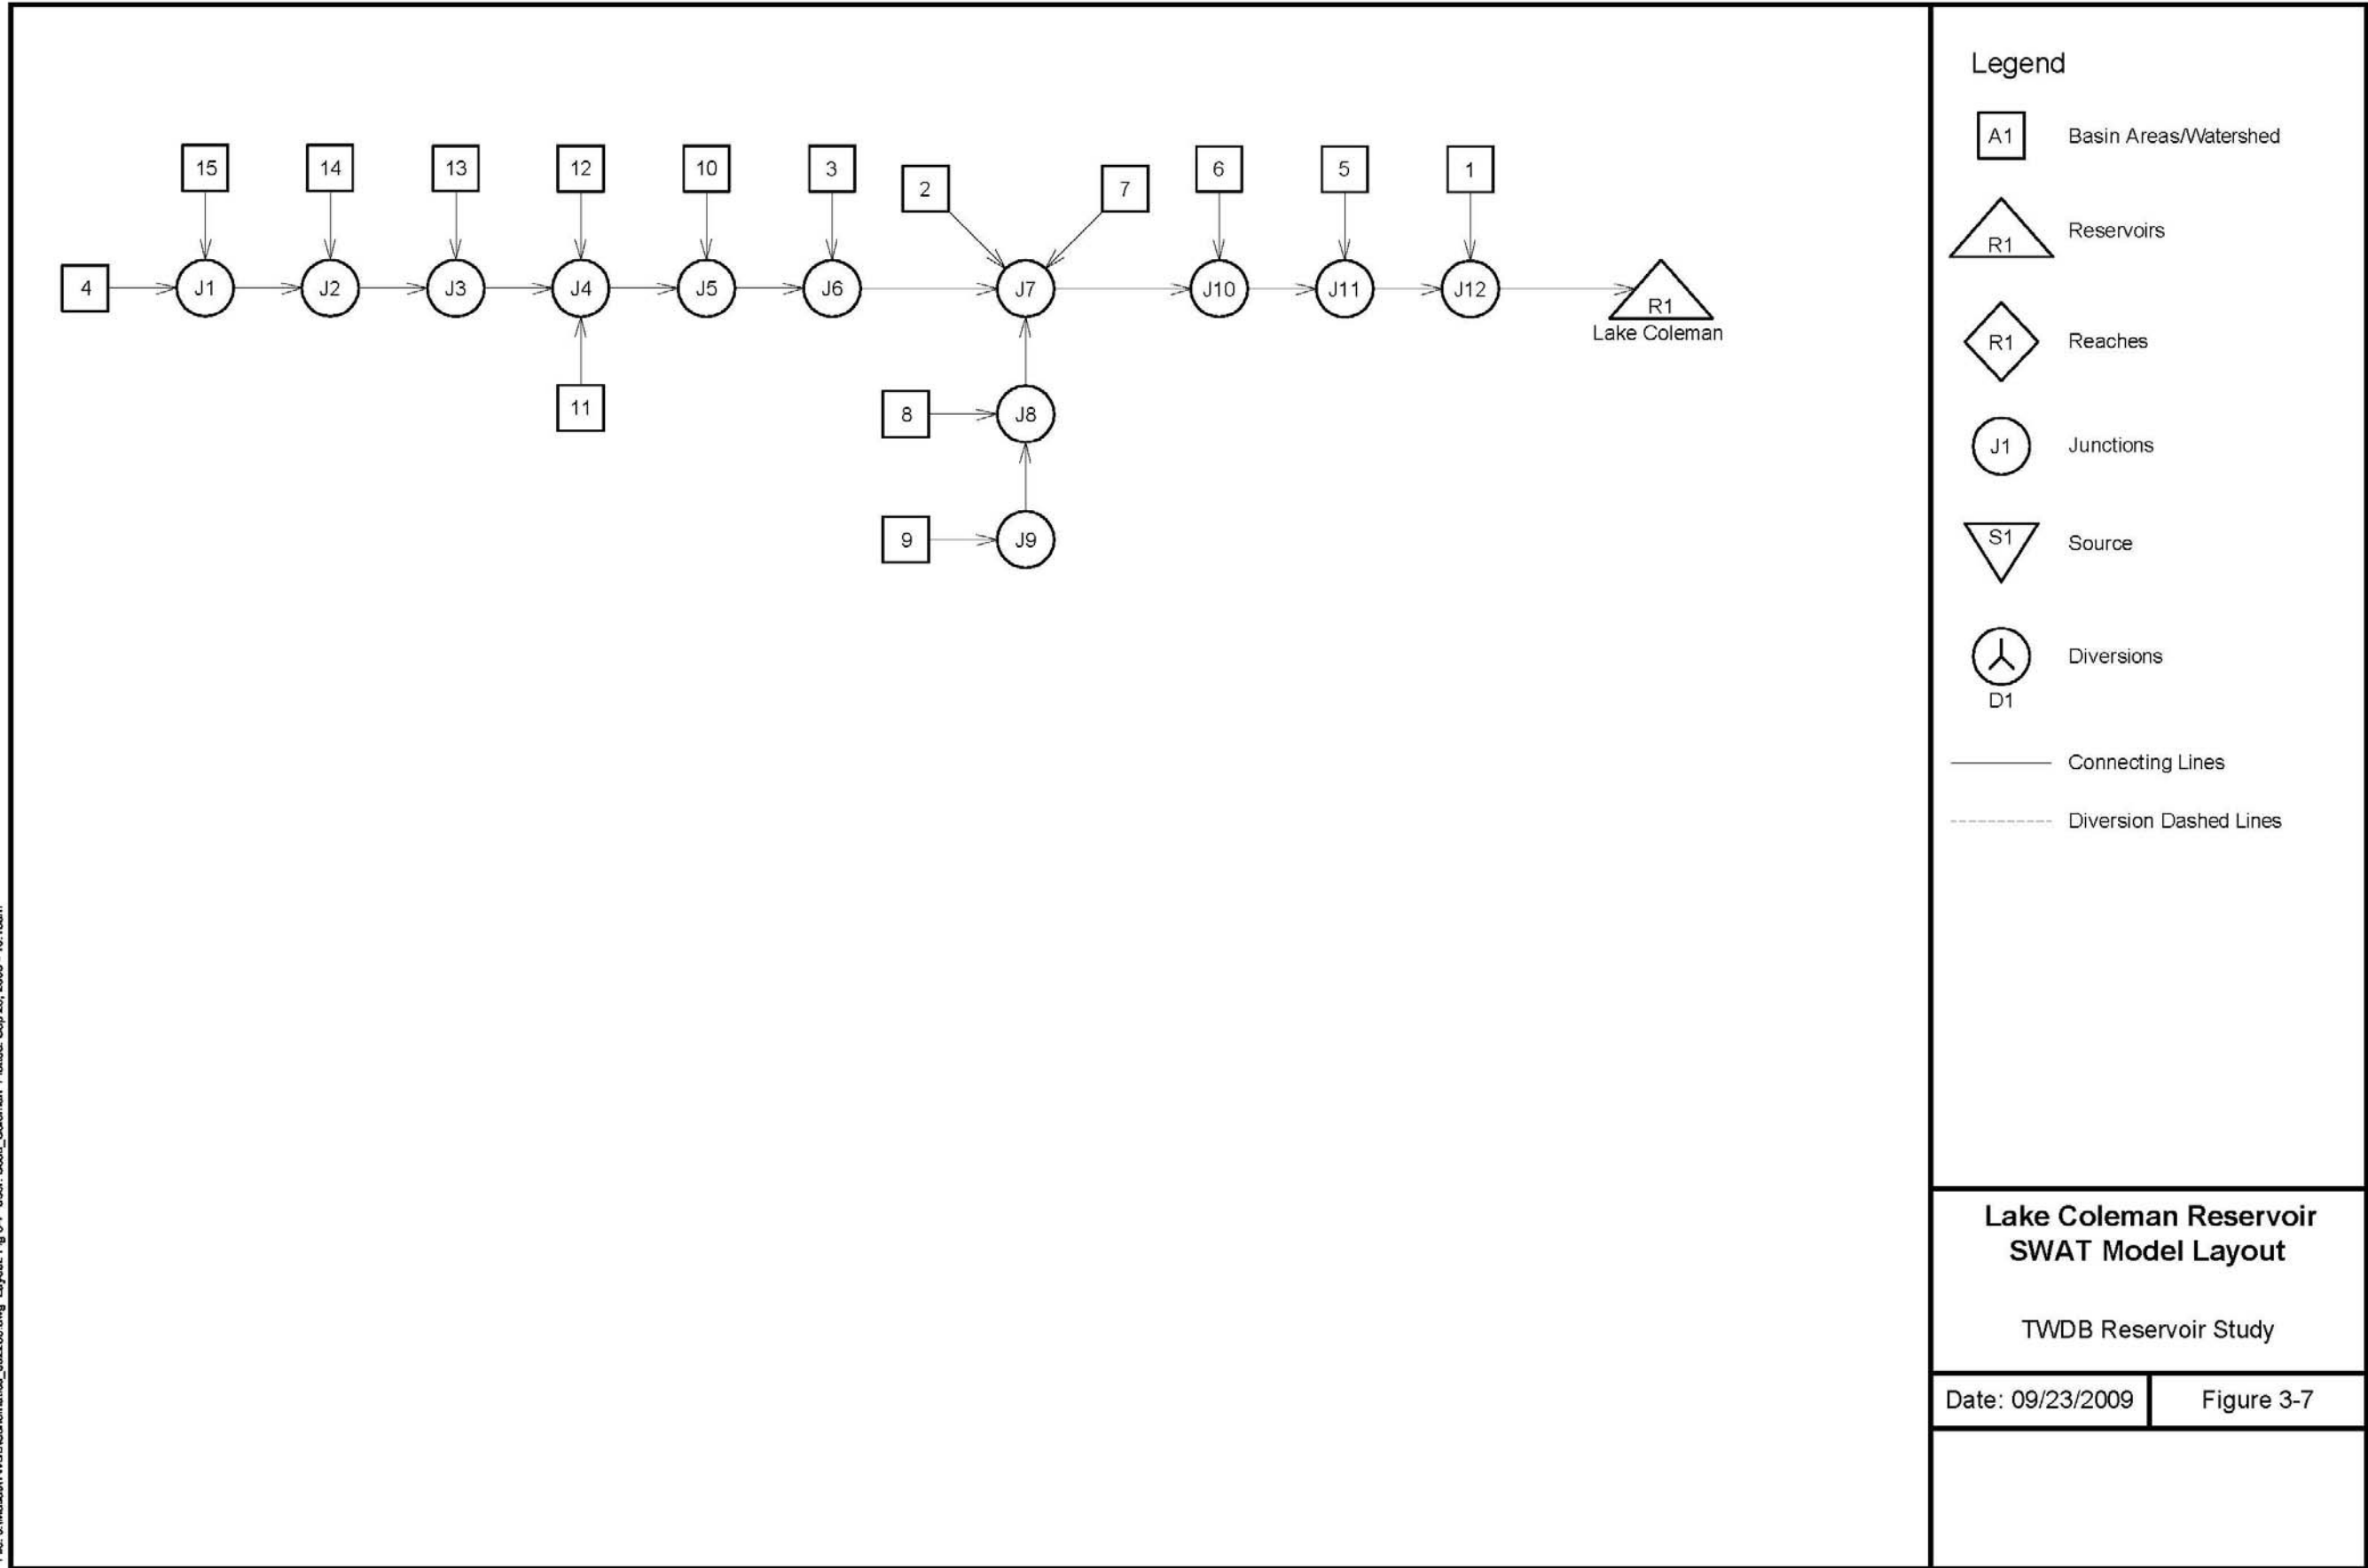 15
14
13
12
10
3
2
7
6
5
1
4
J1
J2
J3
J4
J5
J6
J7
J10
J11
J12
R1
Lake Coleman
11
8
J8
9
J9
Legend
A1 Basin Areas/Watershed
R1 Reservoirs
R1 Reaches
J1 Junctions
S1 Source
Diversions
D1
Connecting Lines
Diversion Dashed Lines
Lake Coleman Reservoir
SWAT Model Layout
TWDB Reservoir Study
Date: 09/23/2009
Figure 3-7